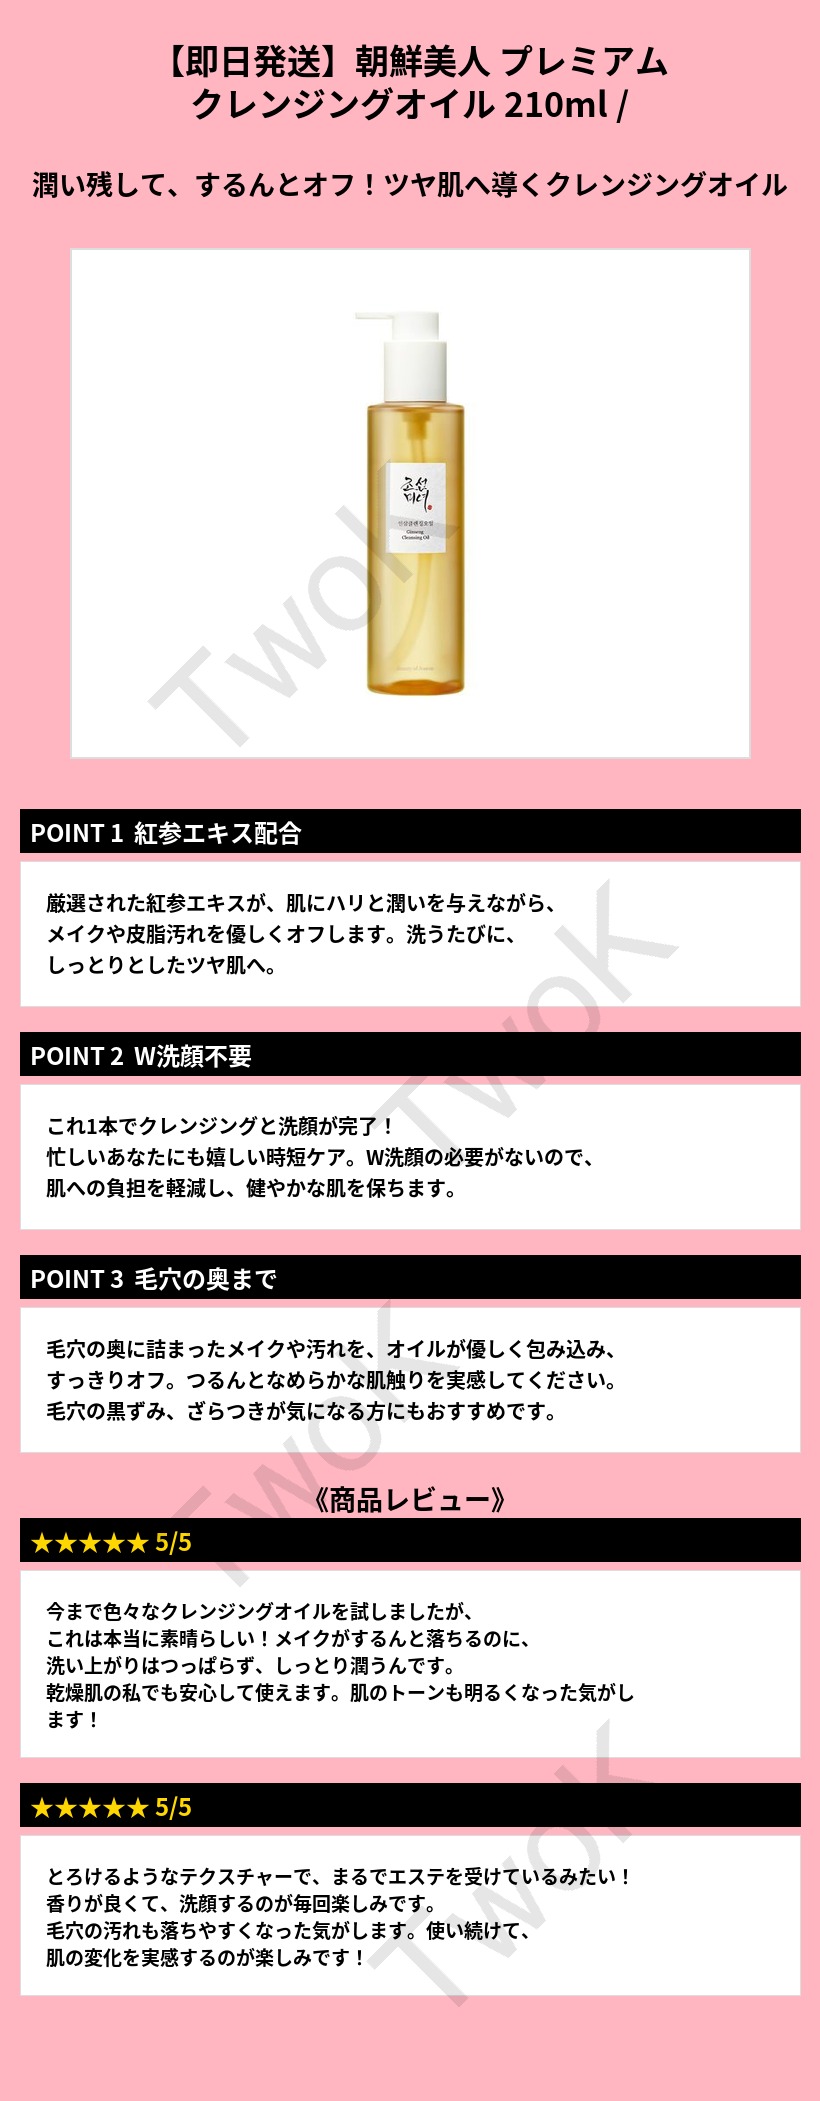 【即日発送】朝鮮美人 プレミアム
クレンジングオイル 210ml /
潤い残して、するんとオフ！ツヤ肌へ導くクレンジングオイル
조선
미녀
인삼클렌징오일
Ginseng
Cleansing Oil
TwoK
POINT 1 紅参エキス配合
厳選された紅参エキスが、肌にハリと潤いを与えながら、
メイクや皮脂汚れを優しくオフします。洗うたびに、
しっとりとしたツヤ肌へ。
TwoK
POINT 2 W洗顔不要
これ1本でクレンジングと洗顔が完了！
忙しいあなたにも嬉しい時短ケア。W洗顔の必要がないので、
肌への負担を軽減し、健やかな肌を保ちます。
POINT 3 毛穴の奥まで
毛穴の奥に詰まったメイクや汚れを、オイルが優しく包み込み、
すっきりオフ。つるんとなめらかな肌触りを実感してください。
毛穴の黒ずみ、ざらつきが気になる方にもおすすめです。
TwoK
《商品レビュー》
★★★★★ 5/5
今まで色々なクレンジングオイルを試しましたが、
これは本当に素晴らしい！メイクがするんと落ちるのに、
洗い上がりはつっぱらず、しっとり潤うんです。
乾燥肌の私でも安心して使えます。肌のトーンも明るくなった気がし
ます！
★★★★★ 5/5
とろけるようなテクスチャーで、まるでエステを受けているみたい！
香りが良くて、洗顔するのが毎回楽しみです。
毛穴の汚れも落ちやすくなった気がします。使い続けて、
肌の変化を実感するのが楽しみです！
TwoK